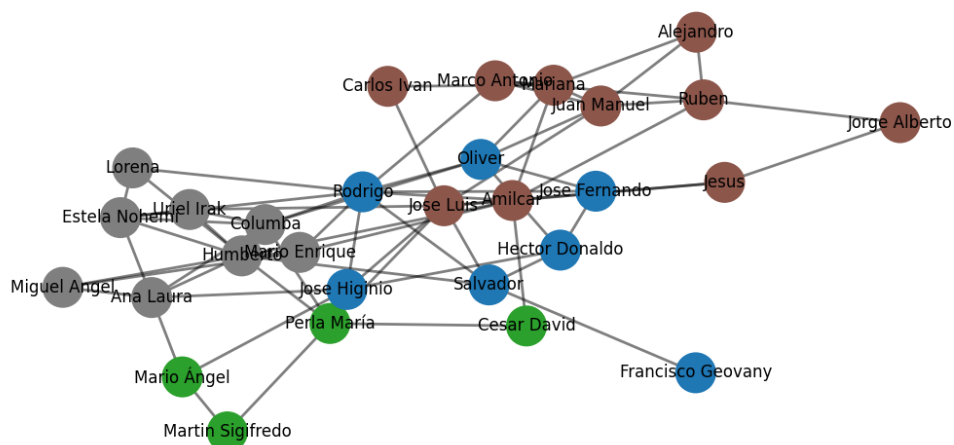 Alejandro
Carlos Ivan
Marco Antonio
Mariana
Juan Manuel
Ruben
Jorge Alberto
Lorena
Oliver
Rodrigo
Jose Fernando
Jesus
Estela Nohemi
Uriel Irak
Columba
Jose Luis
Amilcar
Humberto
Mario Enrique
Hector Donaldo
Miguel Angel
Ana Laura
Jose Higinio
Salvador
Perla María
Cesar David
Mario Ángel
Francisco Geovany
Martin Sigifredo